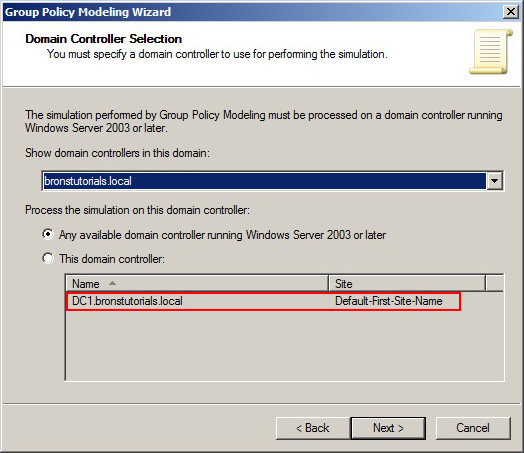 Group Policy Modeling Wizard
Domain Controller Selection
You must specify a domain controller to use for performing the simulation.
The simulation performed by Group Policy Modeling must be processed on a domain controller running
Windows Server 2003 or later.
Show domain controllers in this domain:
bronstutorials.local
Process the simulation on this domain controller:
Any available domain controller running Windows Server 2003 or later
This domain controller:
Name Site
DC1.bronstutorials.local Default-First-Site-Name
< Back Next > Cancel